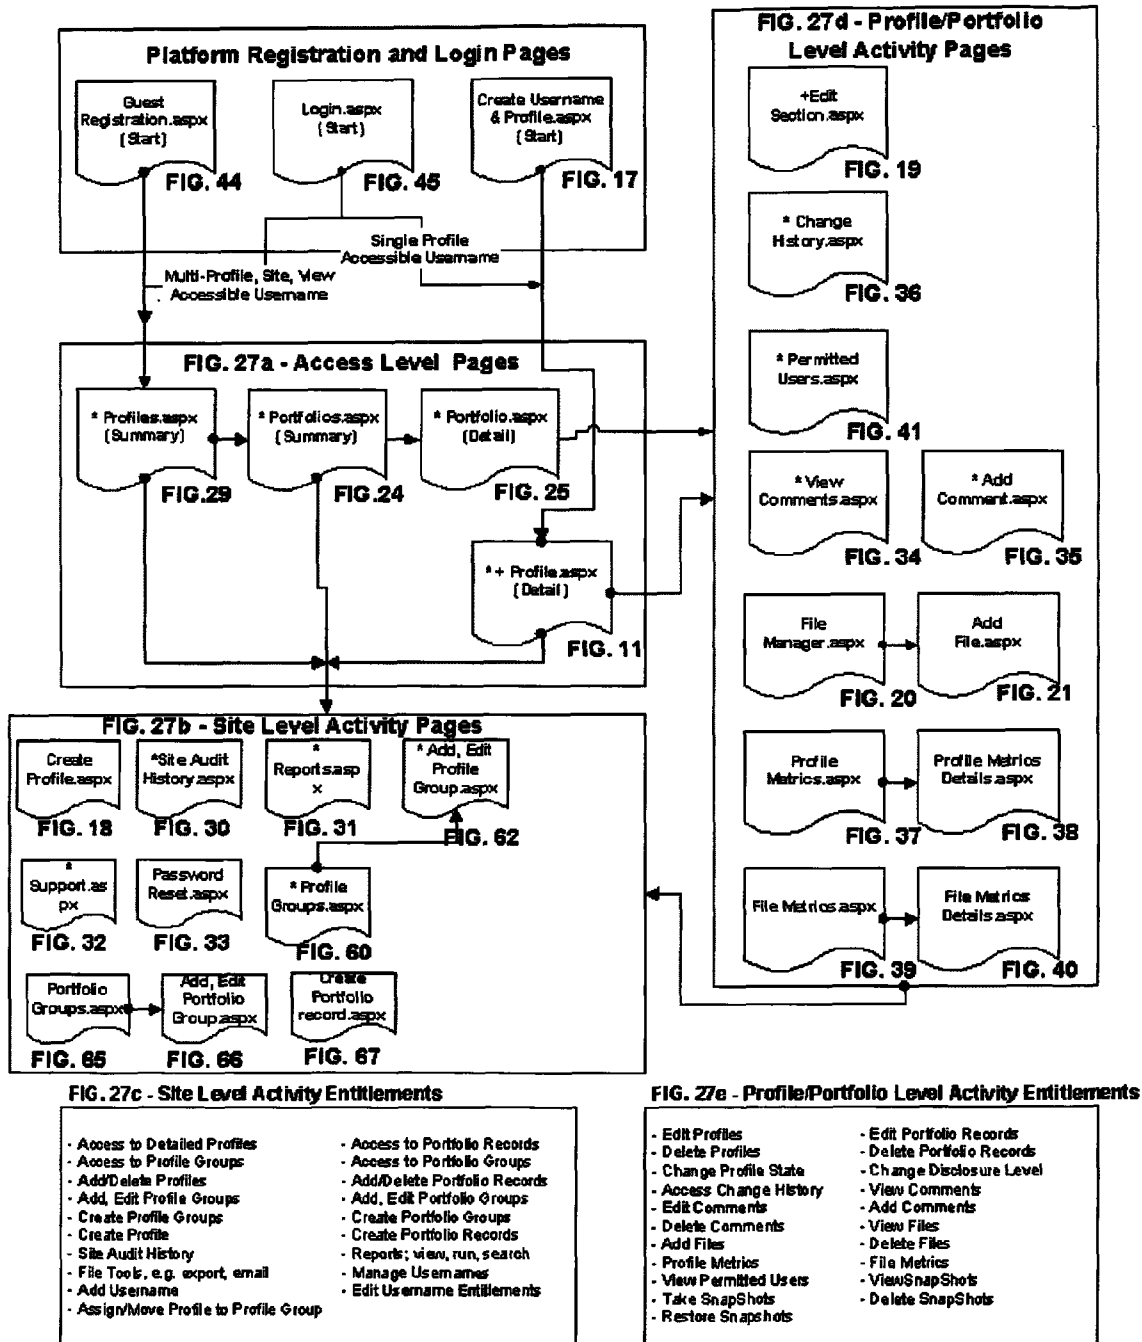 Platform Registration and Login Pages
Guest
Registration.aspx
(Start)
FIG. 44
Login.aspx
(Start)
FIG. 45
Create Username
& Profile.aspx
(Start)
FIG. 17
Single Profile
Accessible Username
Multi-Profile, Site, View
Accessible Username
FIG. 27a - Access Level Pages
* Profiles.aspx
(Summary)
FIG.29
* Portfolios.aspx
(Summary)
FIG. 24
* Portfolio.aspx
(Detail)
FIG. 25
* + Profile.aspx
(Detail)
FIG. 11
FIG. 27b - Site Level Activity Pages
Create
Profile.aspx
FIG. 18
*Site Audit
History.aspx
FIG. 30
*
Reports.asp
x
FIG. 31
* Add, Edit
Profile
Group.aspx
FIG. 62
*
Support.as
px
FIG. 32
Password
Reset.aspx
FIG. 33
* Profile
Groups.aspx
FIG. 60
Portfolio
Groups.aspx
FIG. 65
Add, Edit
Portfolio
Group.aspx
FIG. 66
Create
Portfolio
record.aspx
FIG. 67
FIG. 27d - Profile/Portfolio
Level Activity Pages
+Edit
Section.aspx
FIG. 19
* Change
History.aspx
FIG. 36
* Permitted
Users.aspx
FIG. 41
* View
Comments.aspx
FIG. 34
* Add
Comment.aspx
FIG. 35
File
Manager.aspx
FIG. 20
Add
File.aspx
FIG. 21
Profile
Metrics.aspx
FIG. 37
Profile Metrics
Details.aspx
FIG. 38
File Metrics.aspx
FIG. 39
File Metrics
Details.aspx
FIG. 40
FIG. 27c - Site Level Activity Entitlements
- Access to Detailed Profiles
- Access to Profile Groups
- Add/Delete Profiles
- Add, Edit Profile Groups
- Create Profile Groups
- Create Profile
- Site Audit History
- File Tools, e.g. export, email
- Add Username
- Assign/Move Profile to Profile Group
- Access to Portfolio Records
- Access to Portfolio Groups
- Add/Delete Portfolio Records
- Add, Edit Portfolio Groups
- Create Portfolio Groups
- Create Portfolio Records
- Reports; view, run, search
- Manage Usernames
- Edit Username Entitlements
FIG. 27e - Profile/Portfolio Level Activity Entitlements
- Edit Profiles
- Delete Profiles
- Change Profile State
- Access Change History
- Edit Comments
- Delete Comments
- Add Files
- Profile Metrics
- View Permitted Users
- Take SnapShots
- Restore Snapshots
- Edit Portfolio Records
- Delete Portfolio Records
- Change Disclosure Level
- View Comments
- Add Comments
- View Files
- Delete Files
- File Metrics
- ViewSnapShots
- Delete SnapShots